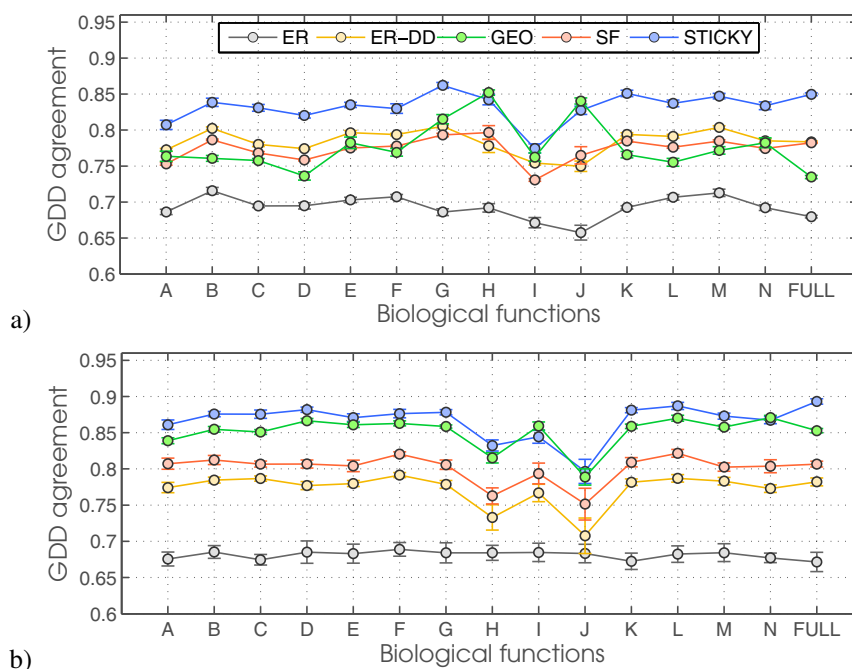 0.95
ER ER-DD GEO SF STICKY
0.9
0.85
0.8
0.75
0.7
0.65
0.6
GDD agreement
A B C D E F G H I J K L M N FULL
Biological functions
a)
0.95
0.9
0.85
0.8
0.75
0.7
0.65
0.6
GDD agreement
A B C D E F G H I J K L M N FULL
Biological functions
b)